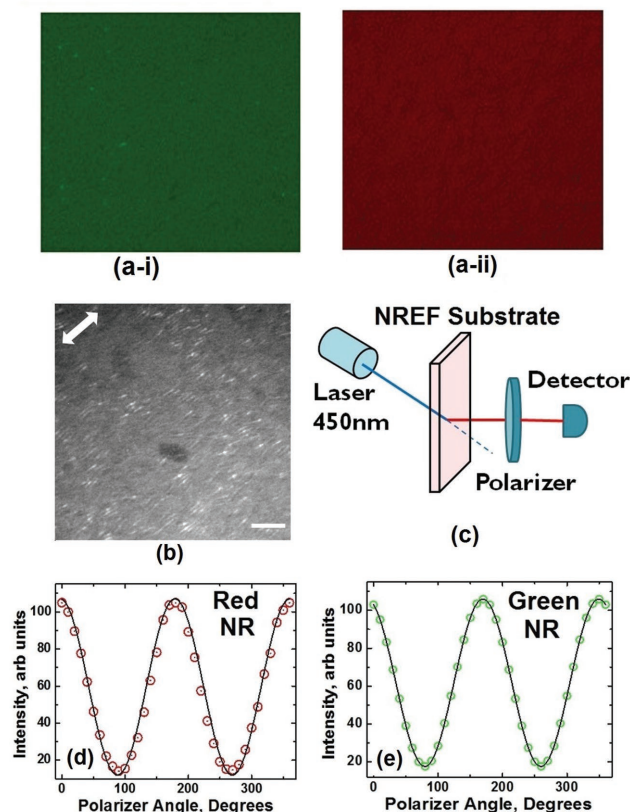 (a-i)
(a-ii)
NREF Substrate
Laser
450nm
Detector
Polarizer
(b)
(c)
Intensity, arb units
100
80
60
40
20
0
100
200
300
Red
NR
(d)
Polarizer Angle, Degrees
Intensity, arb units
100
80
60
40
20
0
100
200
300
Green
NR
(e)
Polarizer Angle, Degrees